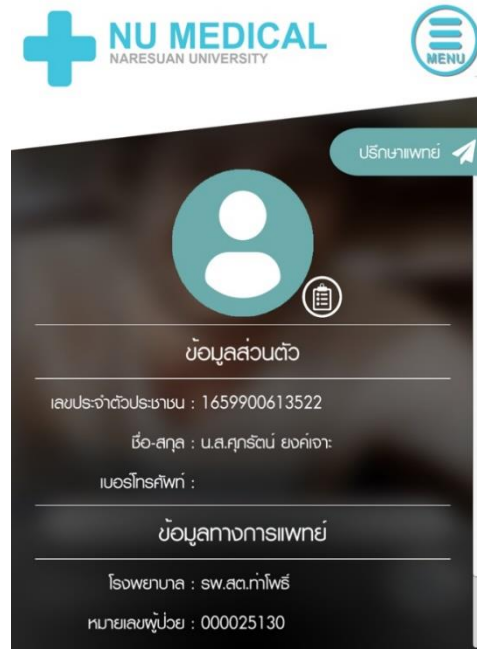 NU MEDICAL
NARESUAN UNIVERSITY
MENU
ปรึกษาแพทย์
ข้อมูลส่วนตัว
เลขประจำตัวประชาชน : 1659900613522
ชื่อ-สกุล : น.ส.ศุภรัตน์ ยงค์เจาะ
เบอร์โทรศัพท์ :
ข้อมูลทางการแพทย์
โรงพยาบาล : รพ.สต.ท่าโพธิ์
หมายเลขผู้ป่วย : 000025130